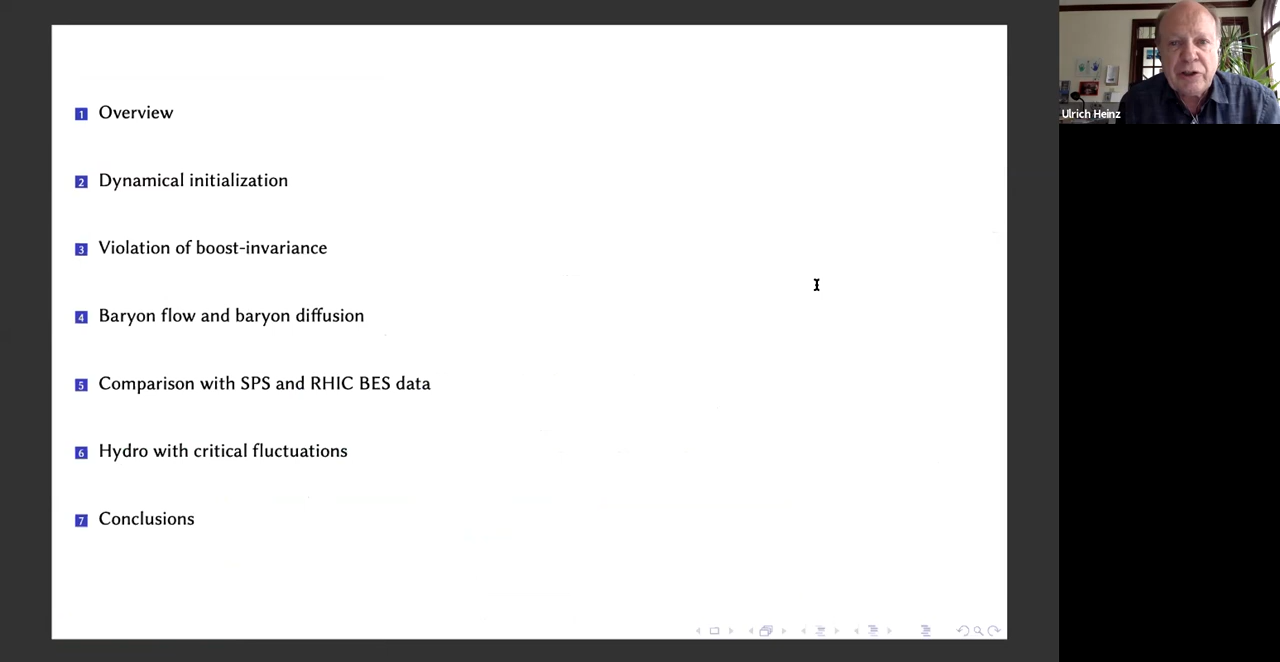 1 Overview
2 Dynamical initialization
3 Violation of boost-invariance
4 Baryon flow and baryon diffusion
5 Comparison with SPS and RHIC BES data
6 Hydro with critical fluctuations
7 Conclusions
Ulrich Heinz